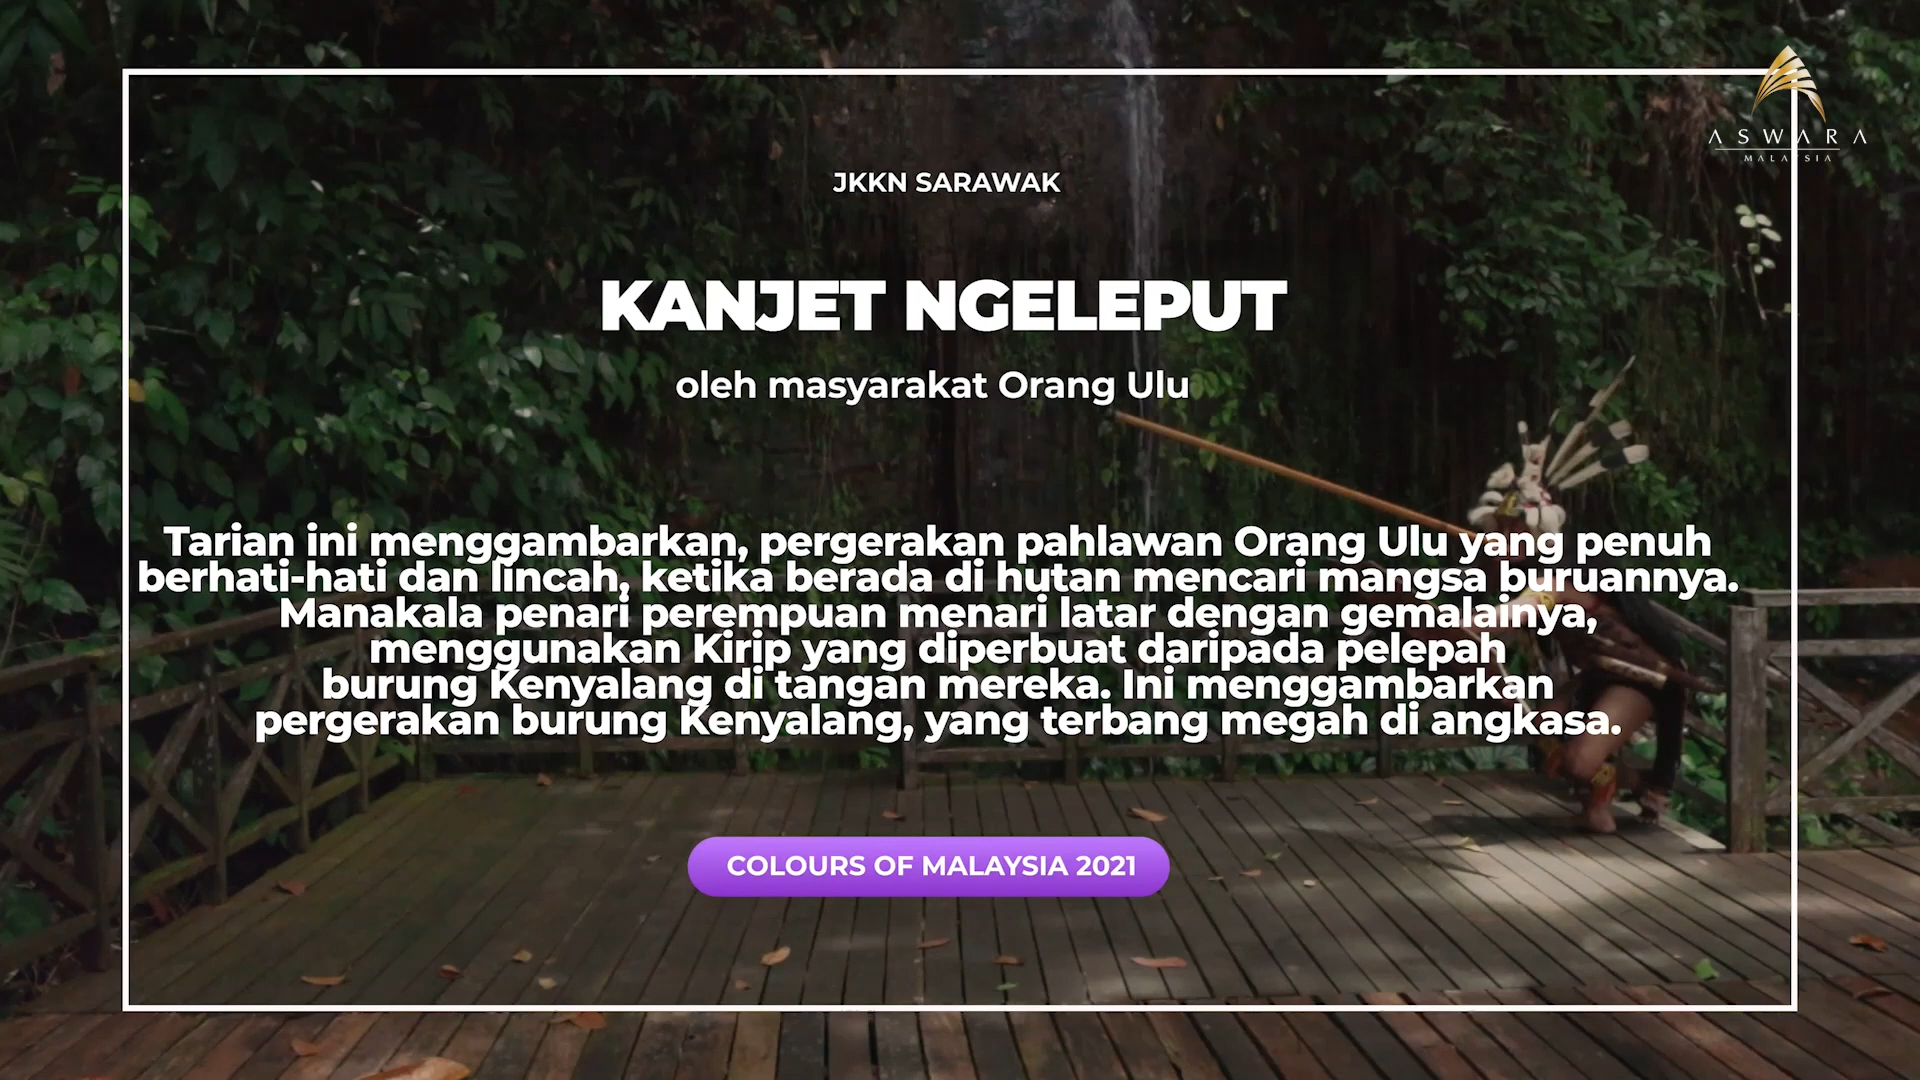 ASWARA
MALAYSIA
JKKN SARAWAK
KANJET NGELEPUT
oleh masyarakat Orang Ulu
Tarian ini menggambarkan, pergerakan pahlawan Orang Ulu yang penuh
berhati-hati dan lincah, ketika berada di hutan mencari mangsa buruannya.
Manakala penari perempuan menari latar dengan gemalainya,
menggunakan Kirip yang diperbuat daripada pelepah
burung Kenyalang di tangan mereka. Ini menggambarkan
pergerakan burung Kenyalang, yang terbang megah di angkasa.
COLOURS OF MALAYSIA 2021